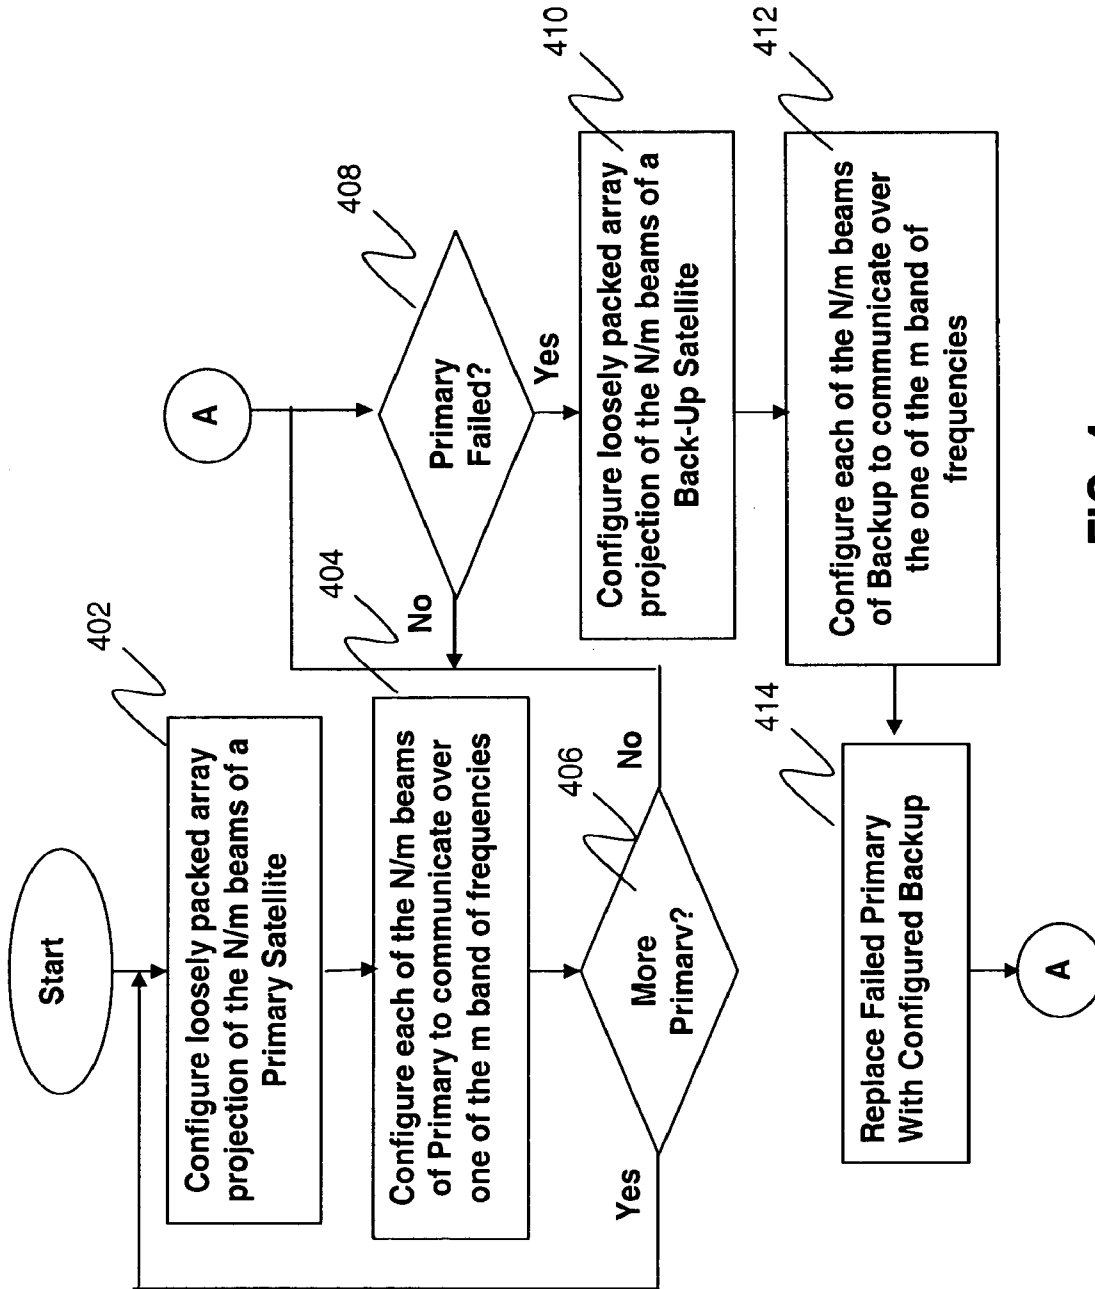 Start
402
Configure loosely packed array
projection of the N/m beams of a
Primary Satellite
404
Configure each of the N/m beams
of Primary to communicate over
one of the m band of frequencies
406
More
Primary?
Yes
No
A
408
Primary
Failed?
No
Yes
410
Configure loosely packed array
projection of the N/m beams of a
Back-Up Satellite
412
Configure each of the N/m beams
of Backup to communicate over
the one of the m band of
frequencies
414
Replace Failed Primary
With Configured Backup
A